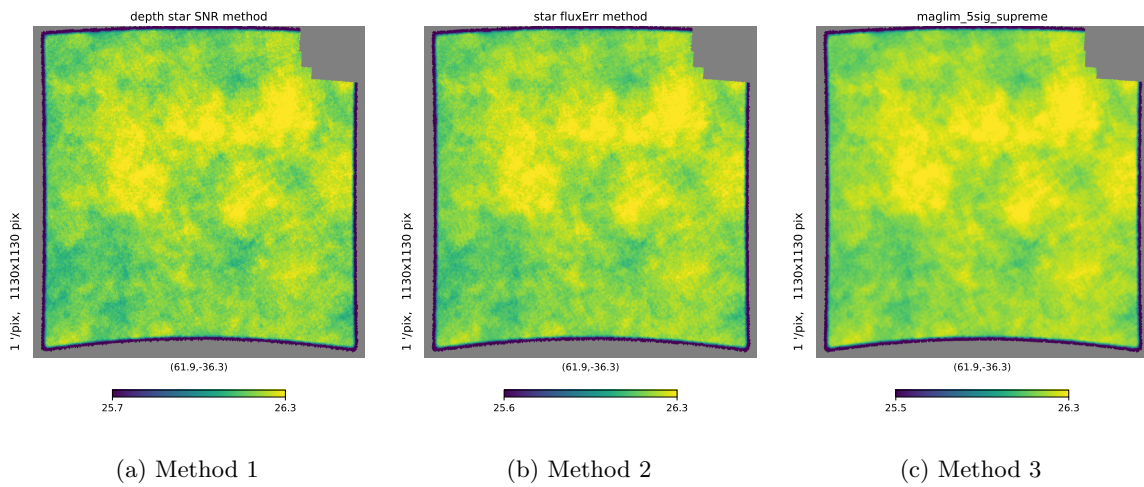 depth star SNR method
1 '/pix, 1130x1130 pix
(61.9,-36.3)
25.7 26.3
(a) Method 1
star fluxErr method
1 '/pix, 1130x1130 pix
(61.9,-36.3)
25.6 26.3
(b) Method 2
maglim_5sig_supreme
1 '/pix, 1130x1130 pix
(61.9,-36.3)
25.5 26.3
(c) Method 3